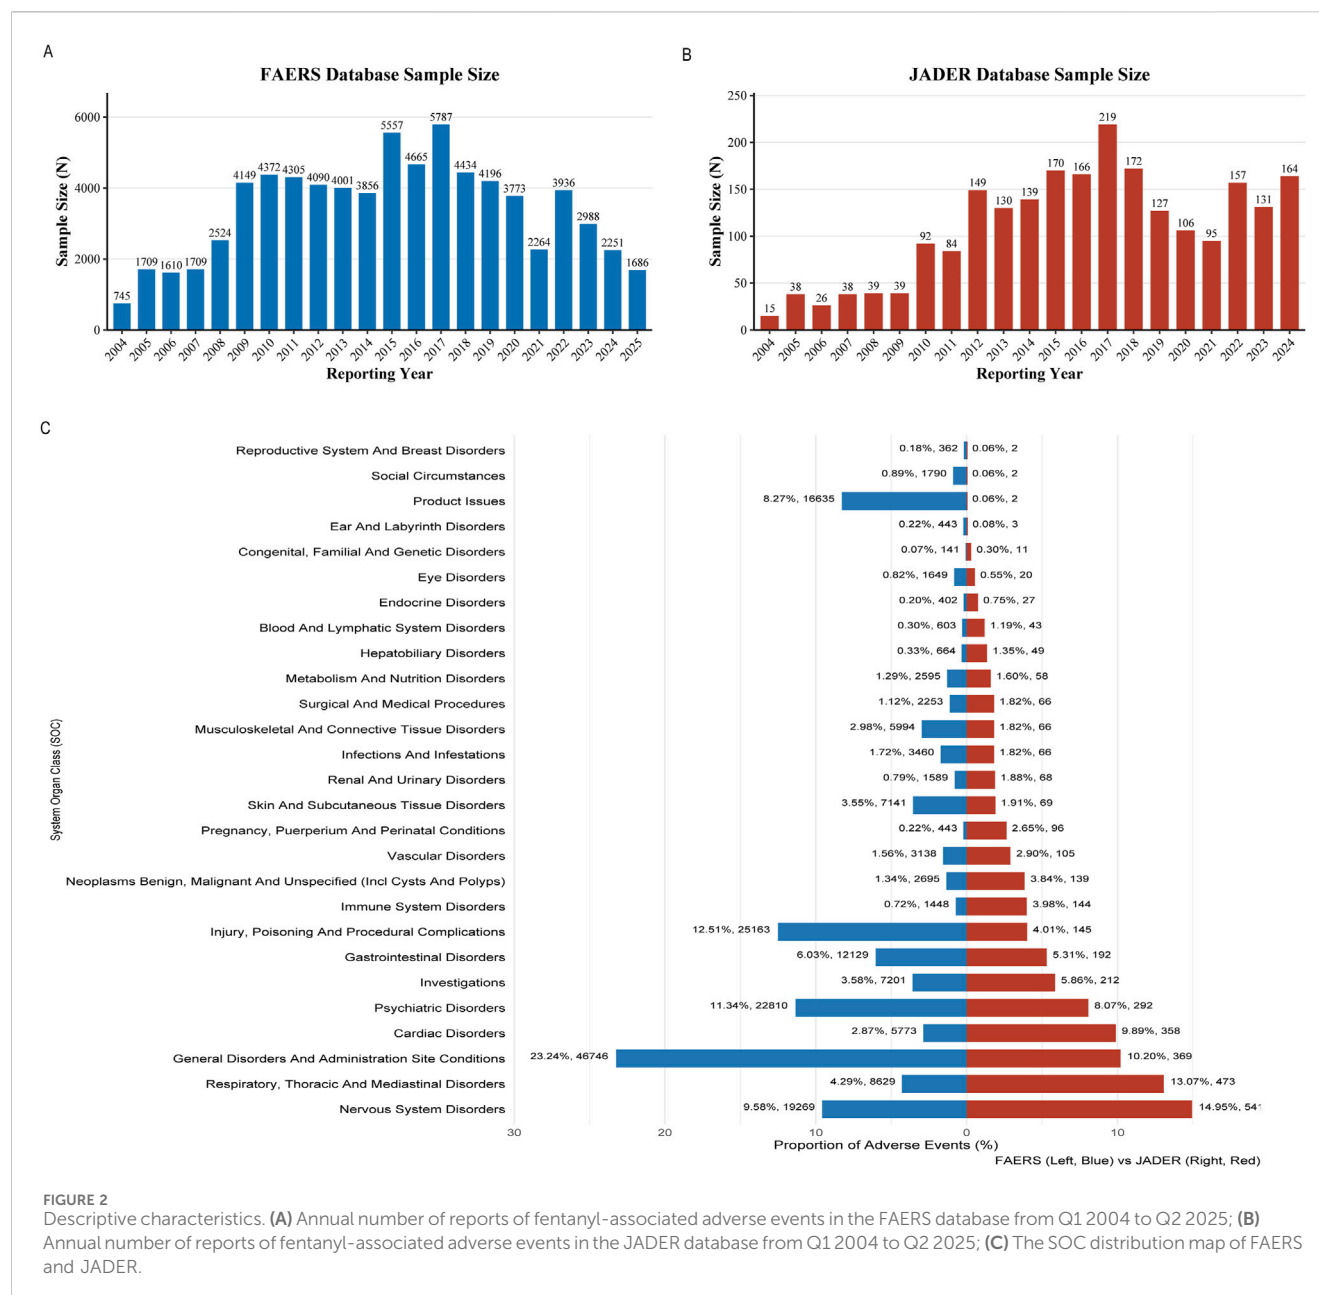 A
FAERS Database Sample Size
Sample Size (N)
6000
4000
2000
0
745
1709
1610
1709
2524
4149
4372
4305
4090
4001
3856
5557
4665
5787
4434
4196
3773
2264
3936
2988
2251
1686
2004
2005
2006
2007
2008
2009
2010
2011
2012
2013
2014
2015
2016
2017
2018
2019
2020
2021
2022
2023
2024
2025
Reporting Year
B
JADER Database Sample Size
Sample Size (N)
250
200
150
100
50
0
15
38
26
38
39
39
92
84
149
130
139
170
166
219
172
127
106
95
157
131
164
2004
2005
2006
2007
2008
2009
2010
2011
2012
2013
2014
2015
2016
2017
2018
2019
2020
2021
2022
2023
2024
Reporting Year
C
System Organ Class (SOC)
Reproductive System And Breast Disorders 0.18%, 362 0.06%, 2
Social Circumstances 0.89%, 1790 0.06%, 2
Product Issues 8.27%, 16635 0.06%, 2
Ear And Labyrinth Disorders 0.22%, 443 0.08%, 3
Congenital, Familial And Genetic Disorders 0.07%, 141 0.30%, 11
Eye Disorders 0.82%, 1649 0.55%, 20
Endocrine Disorders 0.20%, 402 0.75%, 27
Blood And Lymphatic System Disorders 0.30%, 603 1.19%, 43
Hepatobiliary Disorders 0.33%, 664 1.35%, 49
Metabolism And Nutrition Disorders 1.29%, 2595 1.60%, 58
Surgical And Medical Procedures 1.12%, 2253 1.82%, 66
Musculoskeletal And Connective Tissue Disorders 2.98%, 5994 1.82%, 66
Infections And Infestations 1.72%, 3460 1.82%, 66
Renal And Urinary Disorders 0.79%, 1589 1.88%, 68
Skin And Subcutaneous Tissue Disorders 3.55%, 7141 1.91%, 69
Pregnancy, Puerperium And Perinatal Conditions 0.22%, 443 2.65%, 96
Vascular Disorders 1.56%, 3138 2.90%, 105
Neoplasms Benign, Malignant And Unspecified (Incl Cysts And Polyps) 1.34%, 2695 3.84%, 139
Immune System Disorders 0.72%, 1448 3.98%, 144
Injury, Poisoning And Procedural Complications 12.51%, 25163 4.01%, 145
Gastrointestinal Disorders 6.03%, 12129 5.31%, 192
Investigations 3.58%, 7201 5.86%, 212
Psychiatric Disorders 11.34%, 22810 8.07%, 292
Cardiac Disorders 2.87%, 5773 9.89%, 358
General Disorders And Administration Site Conditions 23.24%, 46746 10.20%, 369
Respiratory, Thoracic And Mediastinal Disorders 4.29%, 8629 13.07%, 473
Nervous System Disorders 9.58%, 19269 14.95%, 541
30 20 10 0 10
Proportion of Adverse Events (%)
FAERS (Left, Blue) vs JADER (Right, Red)
FIGURE 2
Descriptive characteristics. (A) Annual number of reports of fentanyl-associated adverse events in the FAERS database from Q1 2004 to Q2 2025; (B)
Annual number of reports of fentanyl-associated adverse events in the JADER database from Q1 2004 to Q2 2025; (C) The SOC distribution map of FAERS
and JADER.